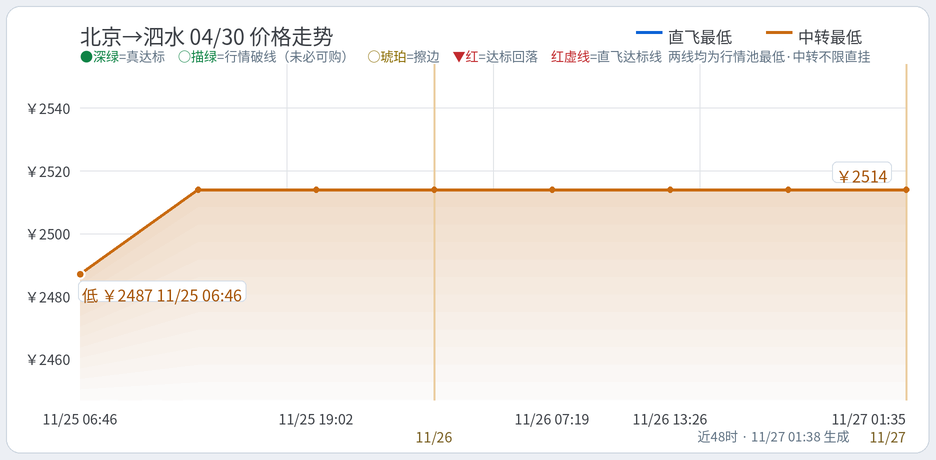 北京→泗水 04/30 价格走势
直飞最低 中转最低
●深绿=真达标 ○描绿=行情破线（未必可购） ○琥珀=擦边 ▼红=达标回落 红虚线=直飞达标线 两线均为行情池最低·中转不限直挂
￥2540
￥2520
￥2514
￥2500
￥2480
低 ￥2487 11/25 06:46
￥2460
11/25 06:46 11/25 19:02 11/26 07:19 11/26 13:26 11/27 01:35
11/26 近48时 · 11/27 01:38 生成 11/27